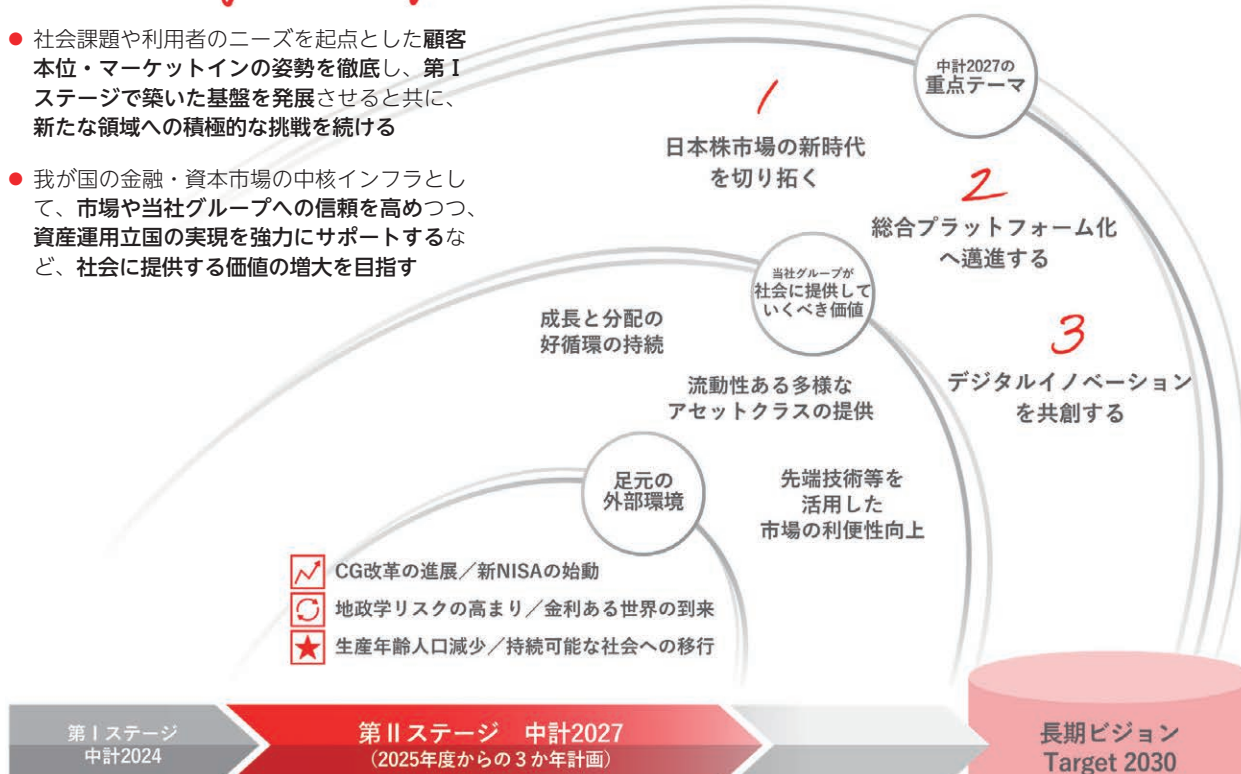 ● 社会課題や利用者のニーズを起点とした顧客
本位・マーケットインの姿勢を徹底し、第Ⅰ
ステージで築いた基盤を発展させると共に、
新たな領域への積極的な挑戦を続ける
● 我が国の金融・資本市場の中核インフラとし
て、市場や当社グループへの信頼を高めつつ、
資産運用立国の実現を強力にサポートするな
ど、社会に提供する価値の増大を目指す
中計2027の
重点テーマ
1
日本株市場の新時代
を切り拓く
2
総合プラットフォーム化
へ邁進する
3
デジタルイノベーション
を共創する
当社グループが
社会に提供して
いくべき価値
成長と分配の
好循環の持続
流動性ある多様な
アセットクラスの提供
先端技術等を
活用した
市場の利便性向上
足元の
外部環境
CG改革の進展／新NISAの始動
地政学リスクの高まり／金利ある世界の到来
生産年齢人口減少／持続可能な社会への移行
第Ⅰステージ
中計2024
第Ⅱステージ　中計2027
（2025年度からの３か年計画）
長期ビジョン
Target 2030